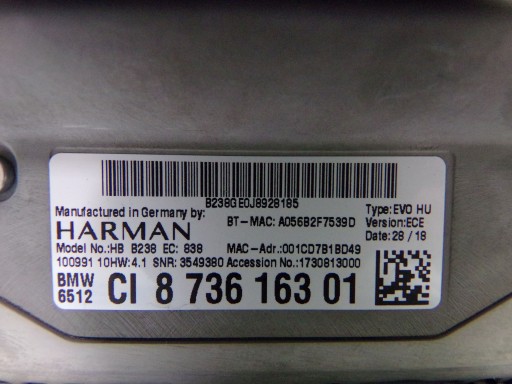 B238GE0J8928185
Manufactured in Germany by: BT-MAC: A056B2F7539D Type: EVO HU
HARMAN Version: ECE
Model No.:HB B238 EC: 838 MAC-Adr.:001CD7B1BD49 Date: 28 / 18
100991 10HW:4.1 SNR: 3549380 Accession No.:1730813000
BMW 6512 CI 8 736 163 01